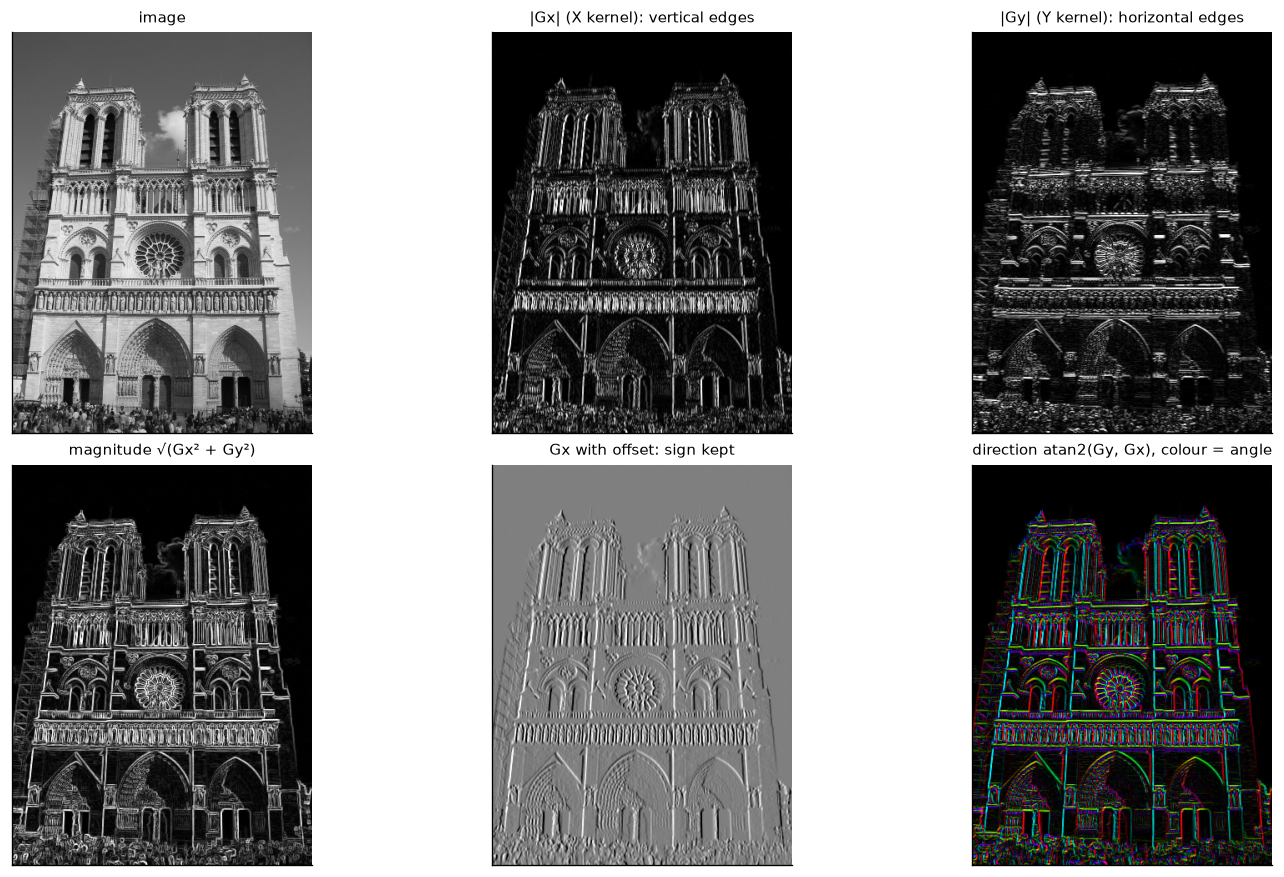 image
|Gx| (X kernel): vertical edges
|Gy| (Y kernel): horizontal edges
magnitude √(Gx² + Gy²)
Gx with offset: sign kept
direction atan2(Gy, Gx), colour = angle